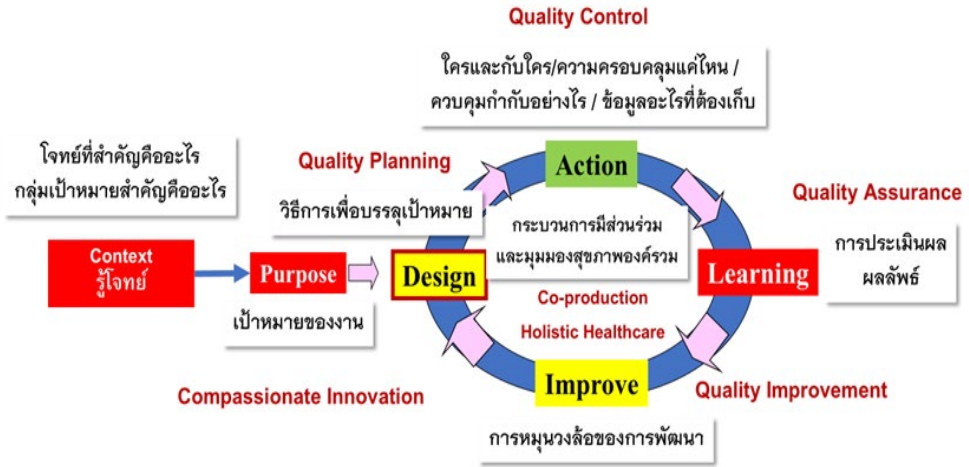 Quality Control
ใครและกับใคร/ความครอบคลุมแค่ไหน /
ควบคุมกำกับอย่างไร / ข้อมูลอะไรที่ต้องเก็บ
โจทย์ที่สำคัญคืออะไร
กลุ่มเป้าหมายสำคัญคืออะไร
Quality Planning
Action
Quality Assurance
วิธีการเพื่อบรรลุเป้าหมาย
กระบวนการมีส่วนร่วม
และมุมมองสุขภาพองค์รวม
การประเมินผล
ผลลัพธ์
Context
รู้โจทย์
Purpose
Design
Learning
เป้าหมายของงาน
Co-production
Holistic Healthcare
Compassionate Innovation
Improve
Quality Improvement
การหมุนวงล้อของการพัฒนา